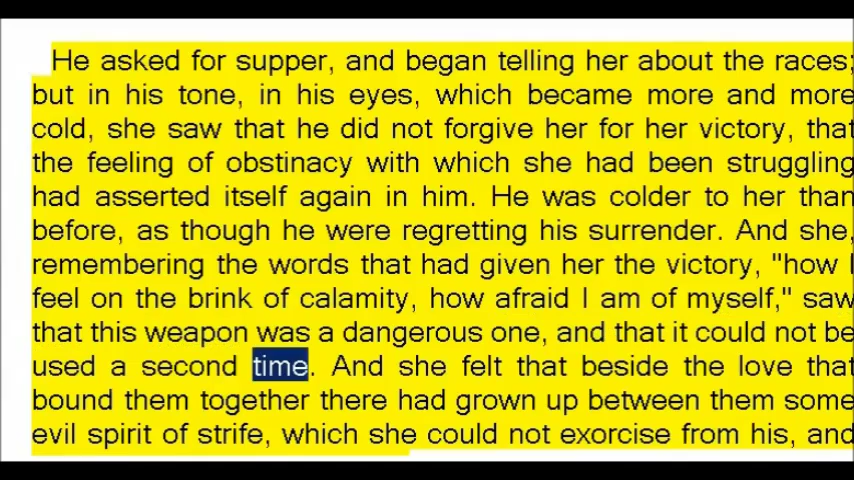 He asked for supper, and began telling her about the races;
but in his tone, in his eyes, which became more and more
cold, she saw that he did not forgive her for her victory, that
the feeling of obstinacy with which she had been struggling
had asserted itself again in him. He was colder to her than
before, as though he were regretting his surrender. And she,
remembering the words that had given her the victory, "how I
feel on the brink of calamity, how afraid I am of myself," saw
that this weapon was a dangerous one, and that it could not be
used a second time. And she felt that beside the love that
bound them together there had grown up between them some
evil spirit of strife, which she could not exorcise from his, and